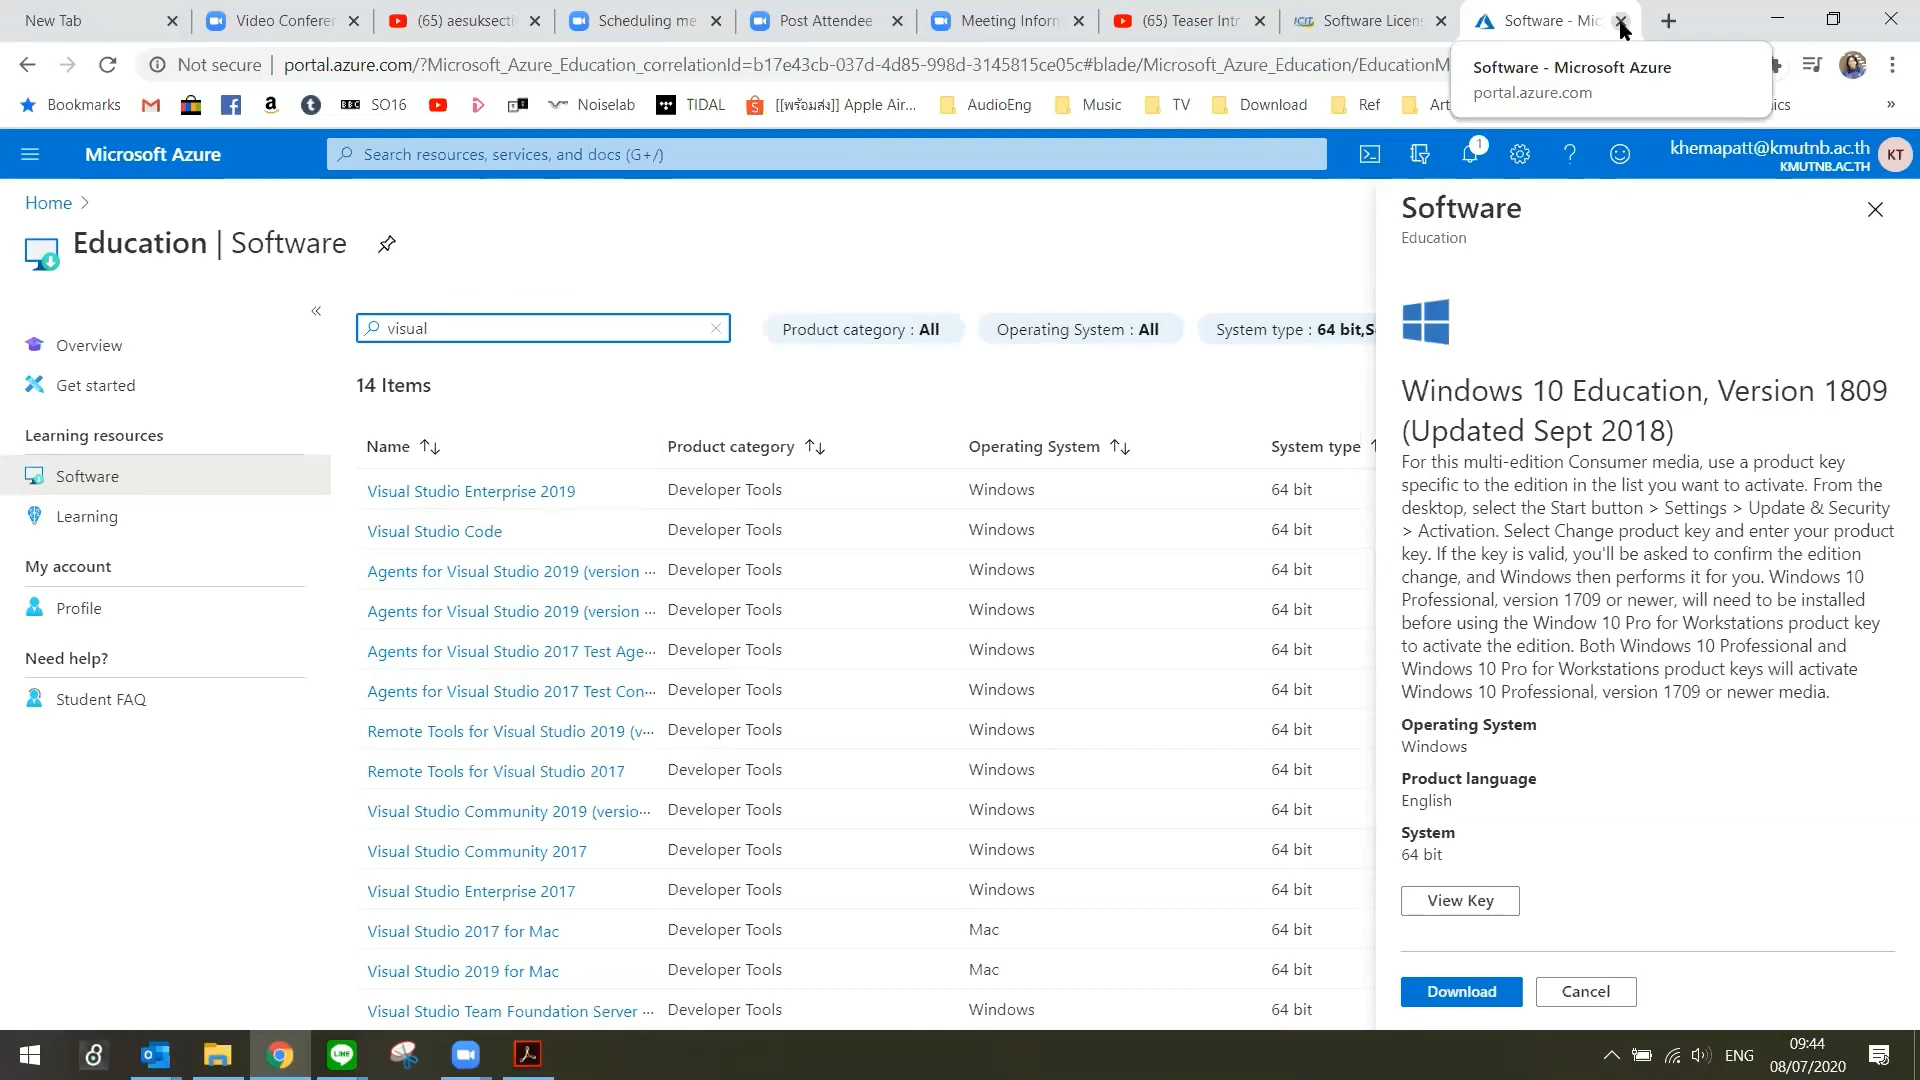 New Tab
Video Conferen
(65) aesuksecti
Scheduling me
Post Attendee
Meeting Inform
(65) Teaser Intr
ICIT Software Licens
Software - Mic
Not secure
portal.azure.com/?Microsoft_Azure_Education_correlationId=b17e43cb-037d-4d85-998d-3145815ce05c#blade/Microsoft_Azure_Education/EducationM
Software - Microsoft Azure
portal.azure.com
Bookmarks
BBC SO16
Noiselab
TIDAL
[[พร้อมส่ง]] Apple Air...
AudioEng
Music
TV
Download
Ref
Art
ics
»
Microsoft Azure
Search resources, services, and docs (G+/)
1
khemapatt@kmutnb.ac.th
KMUTNB.AC.TH
KT
Home >
Education | Software
«
Overview
Get started
Learning resources
Software
Learning
My account
Profile
Need help?
Student FAQ
visual
Product category : All
Operating System : All
System type : 64 bit,S
14 Items
Name
Product category
Operating System
System type
Visual Studio Enterprise 2019 Developer Tools Windows 64 bit
Visual Studio Code Developer Tools Windows 64 bit
Agents for Visual Studio 2019 (version ... Developer Tools Windows 64 bit
Agents for Visual Studio 2019 (version ... Developer Tools Windows 64 bit
Agents for Visual Studio 2017 Test Age... Developer Tools Windows 64 bit
Agents for Visual Studio 2017 Test Con... Developer Tools Windows 64 bit
Remote Tools for Visual Studio 2019 (v... Developer Tools Windows 64 bit
Remote Tools for Visual Studio 2017 Developer Tools Windows 64 bit
Visual Studio Community 2019 (versio... Developer Tools Windows 64 bit
Visual Studio Community 2017 Developer Tools Windows 64 bit
Visual Studio Enterprise 2017 Developer Tools Windows 64 bit
Visual Studio 2017 for Mac Developer Tools Mac 64 bit
Visual Studio 2019 for Mac Developer Tools Mac 64 bit
Visual Studio Team Foundation Server ... Developer Tools Windows 64 bit
Software
Education
Windows 10 Education, Version 1809
(Updated Sept 2018)
For this multi-edition Consumer media, use a product key
specific to the edition in the list you want to activate. From the
desktop, select the Start button > Settings > Update & Security
> Activation. Select Change product key and enter your product
key. If the key is valid, you'll be asked to confirm the edition
change, and Windows then performs it for you. Windows 10
Professional, version 1709 or newer, will need to be installed
before using the Window 10 Pro for Workstations product key
to activate the edition. Both Windows 10 Professional and
Windows 10 Pro for Workstations product keys will activate
Windows 10 Professional, version 1709 or newer media.
Operating System
Windows
Product language
English
System
64 bit
View Key
Download
Cancel
LINE
ENG
09:44
08/07/2020